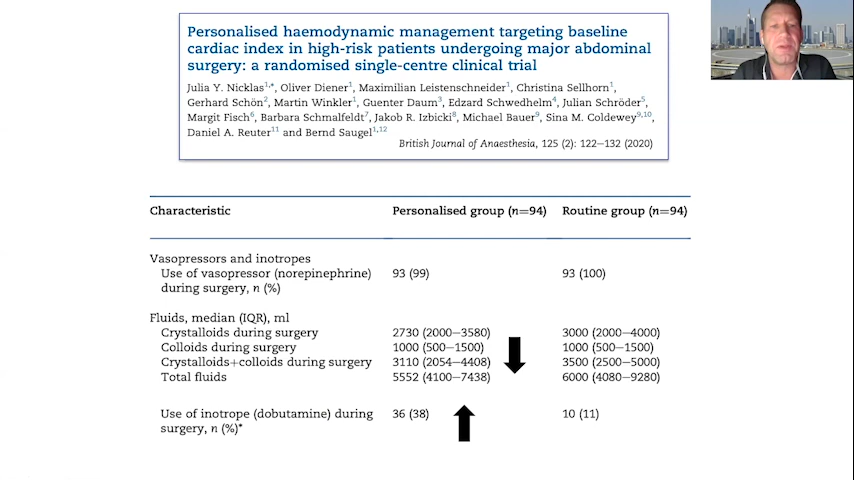 Personalised haemodynamic management targeting baseline
cardiac index in high-risk patients undergoing major abdominal
surgery: a randomised single-centre clinical trial
Julia Y. Nicklas1,*, Oliver Diener1, Maximilian Leistenschneider1, Christina Sellhorn1,
Gerhard Schön2, Martin Winkler1, Guenter Daum3, Edzard Schwedhelm4, Julian Schröder5,
Margit Fisch6, Barbara Schmalfeldt7, Jakob R. Izbicki8, Michael Bauer9, Sina M. Coldewey9,10,
Daniel A. Reuter11 and Bernd Saugel1,12
British Journal of Anaesthesia, 125 (2): 122–132 (2020)
Characteristic Personalised group (n=94) Routine group (n=94)
Vasopressors and inotropes
Use of vasopressor (norepinephrine) 93 (99) 93 (100)
during surgery, n (%)
Fluids, median (IQR), ml
Crystalloids during surgery 2730 (2000–3580) 3000 (2000–4000)
Colloids during surgery 1000 (500–1500) 1000 (500–1500)
Crystalloids+colloids during surgery 3110 (2054–4408) 3500 (2500–5000)
Total fluids 5552 (4100–7438) 6000 (4080–9280)
Use of inotrope (dobutamine) during 36 (38) 10 (11)
surgery, n (%)*